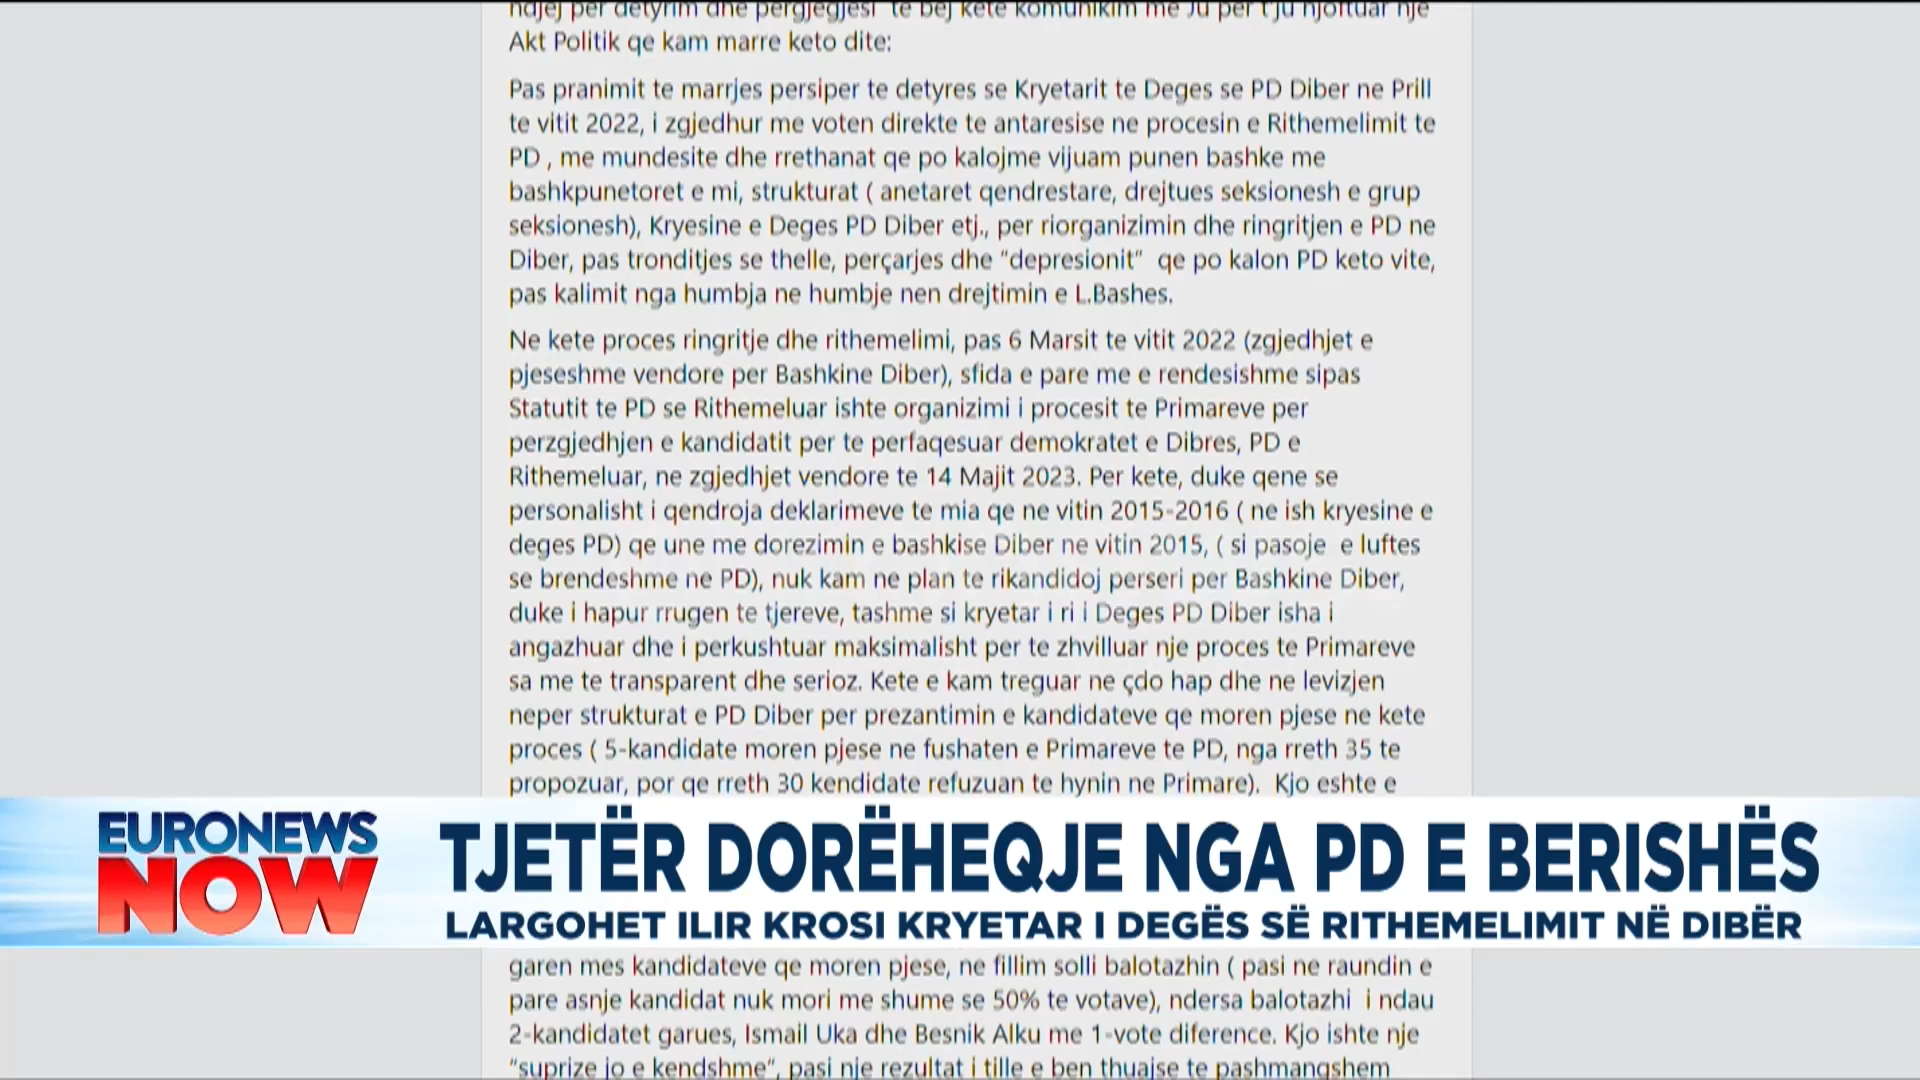 ndjej per detyrim dhe pergjegjesi te bej kete komunikim me Ju per t'ju njoftuar nje
Akt Politik qe kam marre keto dite:
Pas pranimit te marrjes persiper te detyres se Kryetarit te Deges se PD Diber ne Prill
te vitit 2022, i zgjedhur me voten direkte te antaresise ne procesin e Rithemelimit te
PD , me mundesite dhe rrethanat qe po kalojme vijuam punen bashke me
bashkpunetoret e mi, strukturat ( anetaret qendrestare, drejtues seksionesh e grup
seksionesh), Kryesine e Deges PD Diber etj., per riorganizimin dhe ringritjen e PD ne
Diber, pas tronditjes se thelle, perçarjes dhe "depresionit" qe po kalon PD keto vite,
pas kalimit nga humbja ne humbje nen drejtimin e L.Bashes.
Ne kete proces ringritje dhe rithemelimi, pas 6 Marsit te vitit 2022 (zgjedhjet e
pjeseshme vendore per Bashkine Diber), sfida e pare me e rendesishme sipas
Statutit te PD se Rithemeluar ishte organizimi i procesit te Primareve per
perzgjedhjen e kandidatit per te perfaqesuar demokratet e Dibres, PD e
Rithemeluar, ne zgjedhjet vendore te 14 Majit 2023. Per kete, duke qene se
personalisht i qendroja deklarimeve te mia qe ne vitin 2015-2016 ( ne ish kryesine e
deges PD) qe une me dorezimin e bashkise Diber ne vitin 2015, ( si pasoje e luftes
se brendeshme ne PD), nuk kam ne plan te rikandidoj perseri per Bashkine Diber,
duke i hapur rrugen te tjereve, tashme si kryetar i ri i Deges PD Diber isha i
angazhuar dhe i perkushtuar maksimalisht per te zhvilluar nje proces te Primareve
sa me te transparent dhe serioz. Kete e kam treguar ne çdo hap dhe ne levizjen
neper strukturat e PD Diber per prezantimin e kandidateve qe moren pjese ne kete
proces ( 5-kandidate moren pjese ne fushaten e Primareve te PD, nga rreth 35 te
propozuar, por qe rreth 30 kendidate refuzuan te hynin ne Primare). Kjo eshte e
EURONEWS
NOW
TJETËR DORËHEQJE NGA PD E BERISHËS
LARGOHET ILIR KROSI KRYETAR I DEGËS SË RITHEMELIMIT NË DIBËR
garen mes kandidateve qe moren pjese, ne fillim solli balotazhin ( pasi ne raundin e
pare asnje kandidat nuk mori me shume se 50% te votave), ndersa balotazhi i ndau
2-kandidatet garues, Ismail Uka dhe Besnik Alku me 1-vote diference. Kjo ishte nje
"suprize jo e kendshme", pasi nje rezultat i tille e ben thuajse te pashmangshem